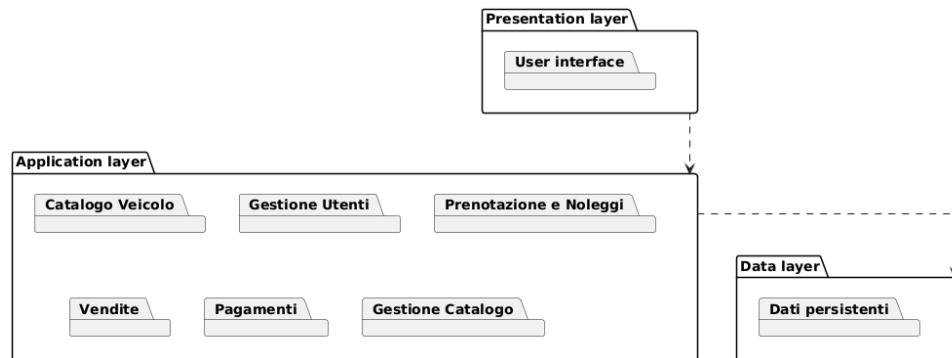 Presentation layer
User interface
Application layer
Catalogo Veicolo
Gestione Utenti
Prenotazione e Noleggi
Data layer
Vendite
Pagamenti
Gestione Catalogo
Dati persistenti